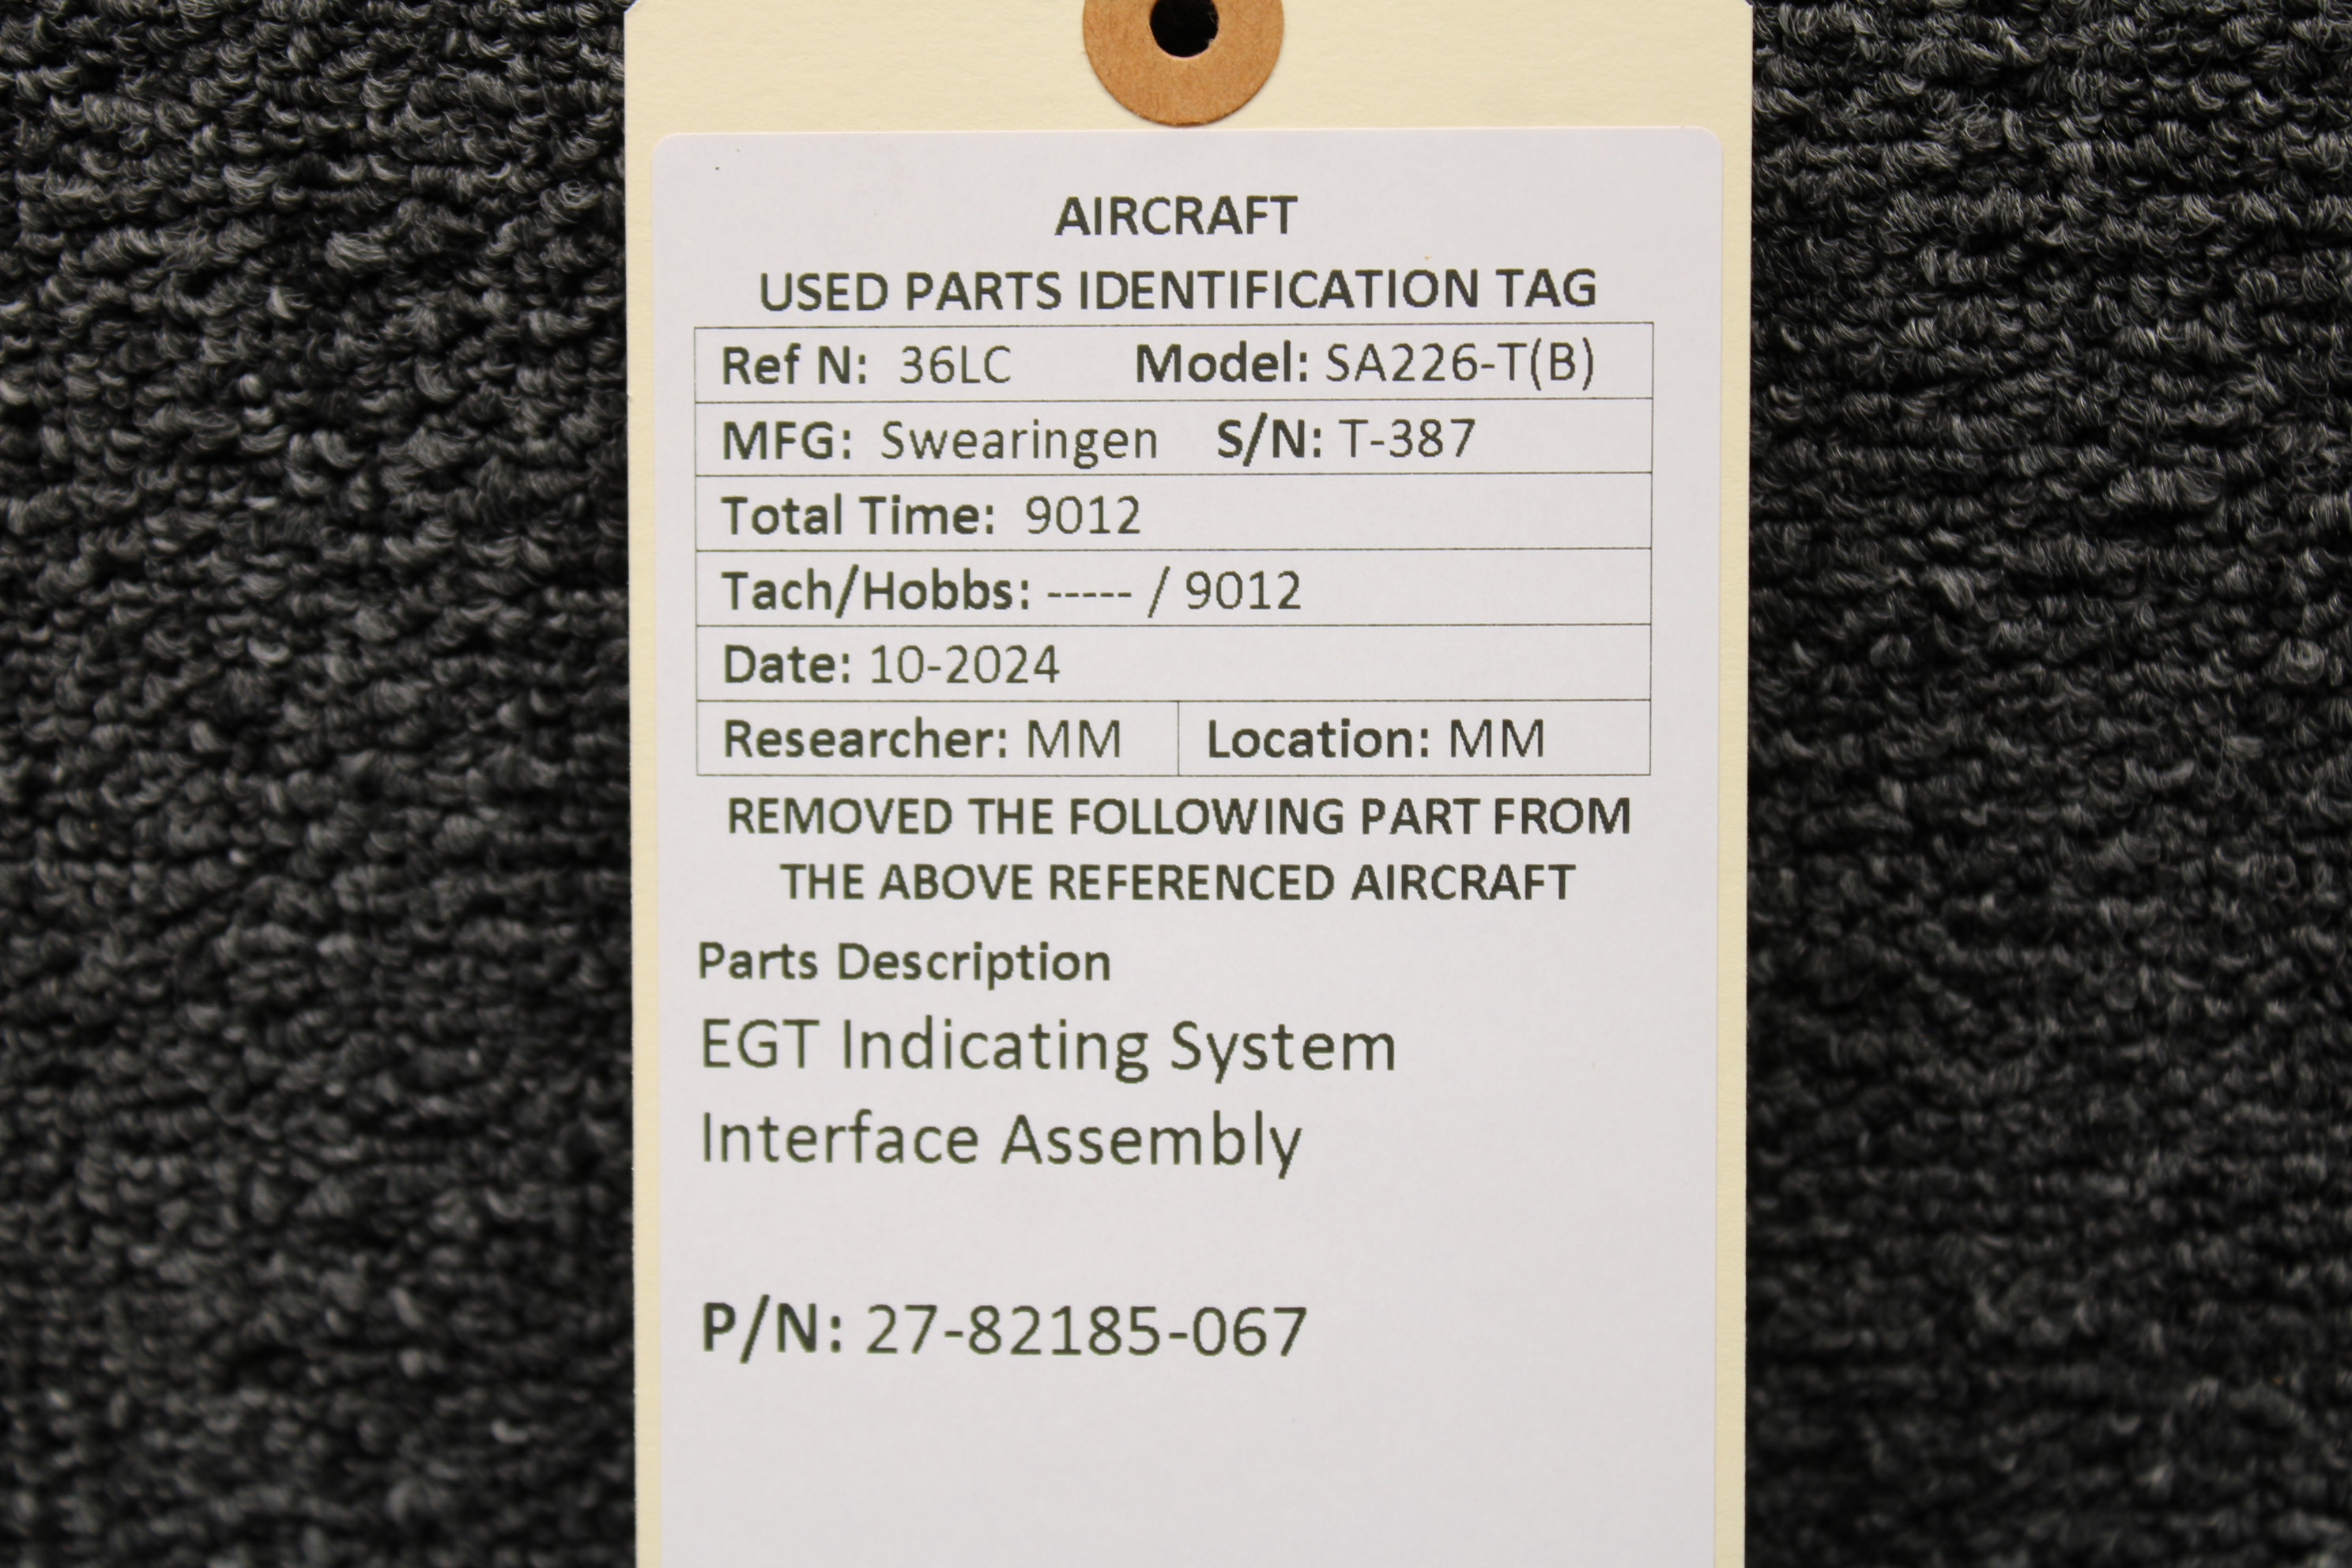 AIRCRAFT
USED PARTS IDENTIFICATION TAG
Ref N: 36LC Model: SA226-T(B)
MFG: Swearingen S/N: T-387
Total Time: 9012
Tach/Hobbs: ----- / 9012
Date: 10-2024
Researcher: MM Location: MM
REMOVED THE FOLLOWING PART FROM
THE ABOVE REFERENCED AIRCRAFT
Parts Description
EGT Indicating System
Interface Assembly
P/N: 27-82185-067